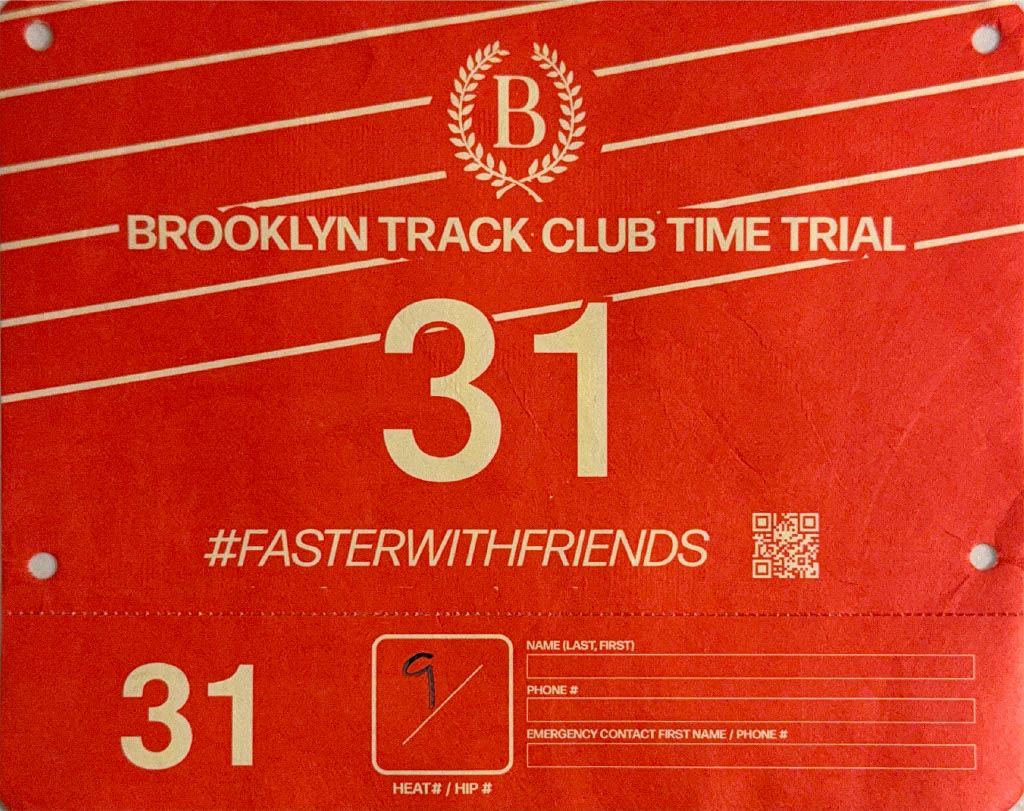 B
BROOKLYN TRACK CLUB TIME TRIAL
31
#FASTERWITHFRIENDS
31
9/
HEAT# / HIP #
NAME (LAST, FIRST)
PHONE #
EMERGENCY CONTACT FIRST NAME / PHONE #